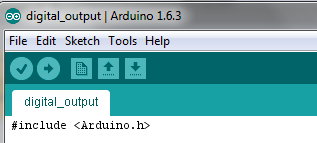 digital_output | Arduino 1.6.3
File Edit Sketch Tools Help
digital_output
#include <Arduino.h>